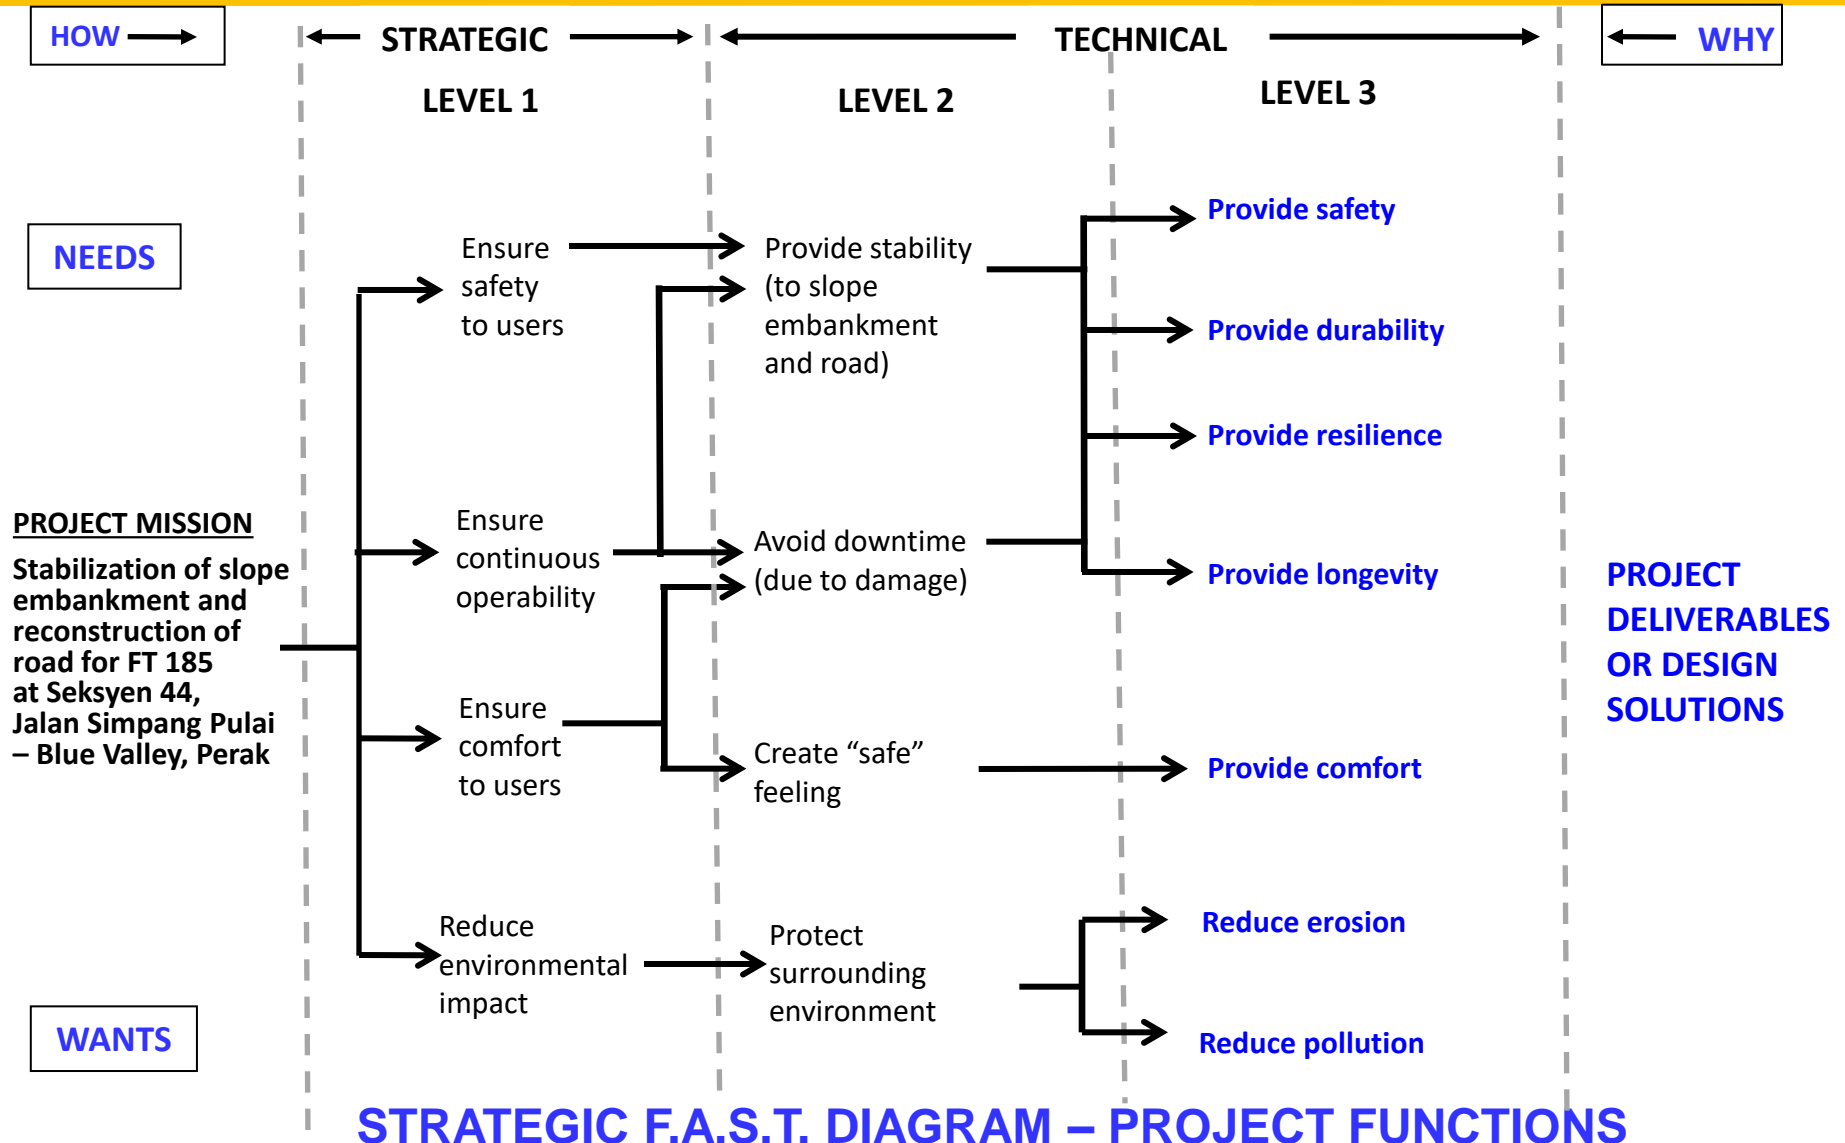 HOW
STRATEGIC
TECHNICAL
WHY
LEVEL 1
LEVEL 2
LEVEL 3
NEEDS
Ensure
safety
to users
Provide stability
(to slope
embankment
and road)
Provide safety
Provide durability
Provide resilience
PROJECT MISSION
Stabilization of slope
embankment and
reconstruction of
road for FT 185
at Seksyen 44,
Jalan Simpang Pulai
– Blue Valley, Perak
Ensure
continuous
operability
Avoid downtime
(due to damage)
Provide longevity
PROJECT
DELIVERABLES
OR DESIGN
SOLUTIONS
Ensure
comfort
to users
Create “safe”
feeling
Provide comfort
Reduce
environmental
impact
Protect
surrounding
environment
Reduce erosion
Reduce pollution
WANTS
STRATEGIC F.A.S.T. DIAGRAM – PROJECT FUNCTIONS